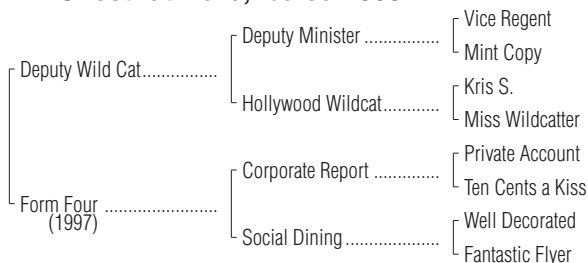 Deputy Minister
Vice Regent
Mint Copy
Deputy Wild Cat
Hollywood Wildcat
Kris S.
Miss Wildcatter
Corporate Report
Private Account
Ten Cents a Kiss
Form Four
(1997)
Social Dining
Well Decorated
Fantastic Flyer